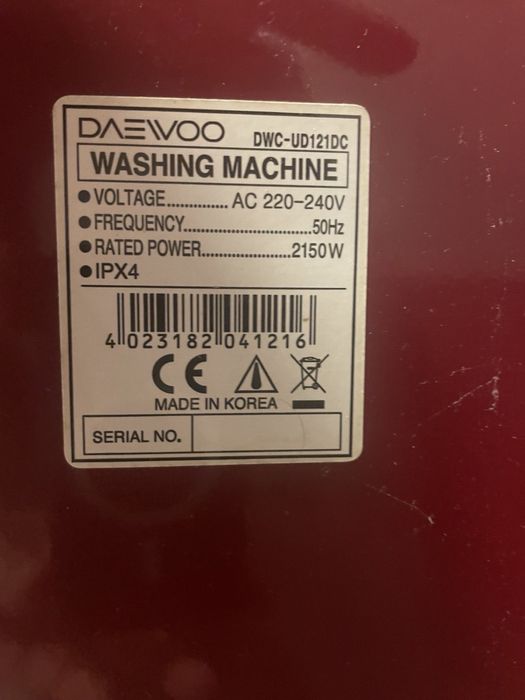 DAEWOO DWC-UD121DC
WASHING MACHINE
● VOLTAGE.............. AC 220-240V
● FREQUENCY..............................50Hz
● RATED POWER.....................2150W
● IPX4
4 023182 041216
CE
MADE IN KOREA
SERIAL NO.